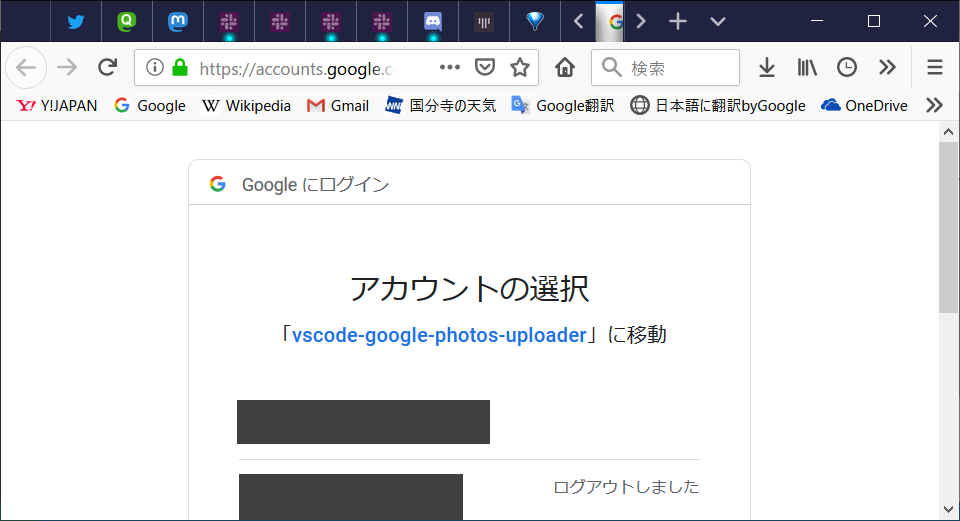 https://accounts.google.c
検索
Y!JAPAN
Google
Wikipedia
Gmail
国分寺の天気
Google翻訳
日本語に翻訳byGoogle
OneDrive
Google にログイン
アカウントの選択
「vscode-google-photos-uploader」に移動
ログアウトしました